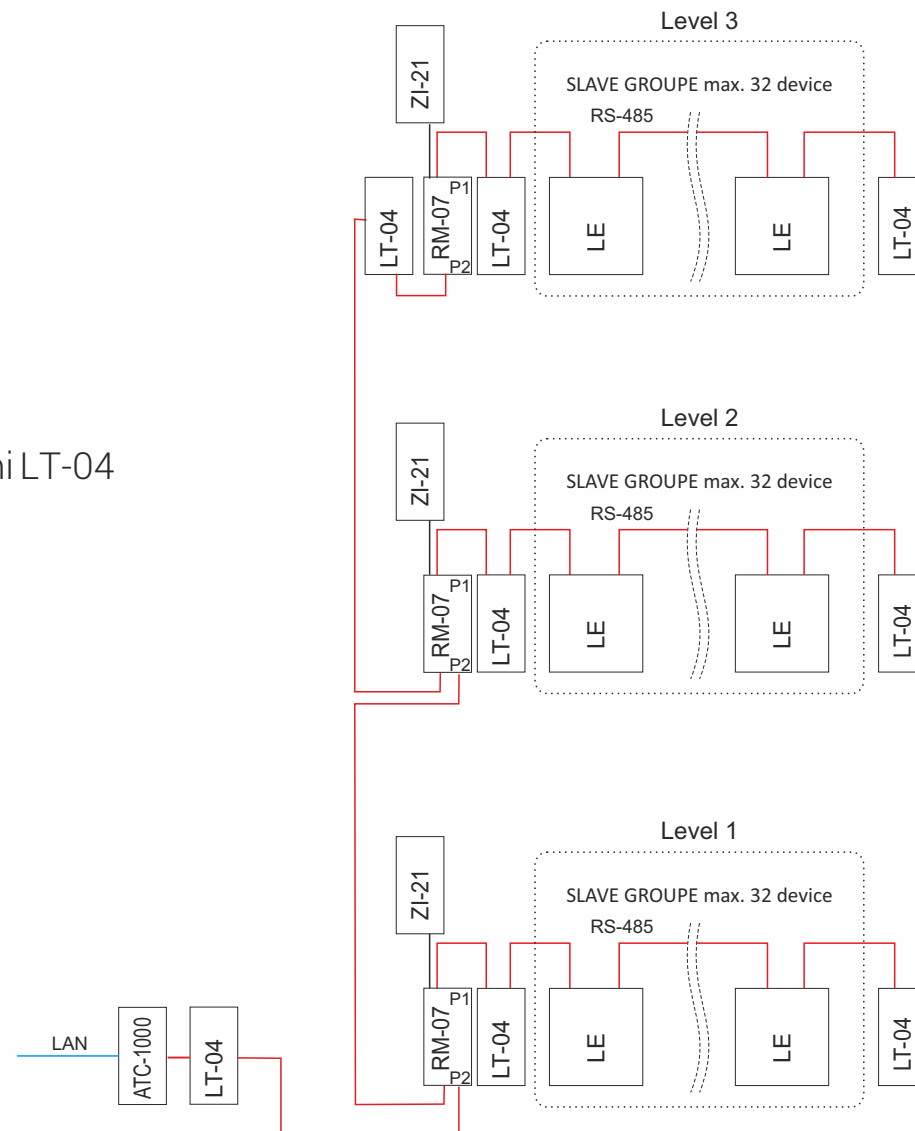 Level 3
SLAVE GROUPE max. 32 device
RS-485
ZI-21
LT-04
RM-07
P1
P2
LT-04
LE
LE
LT-04
LT-04
Level 2
SLAVE GROUPE max. 32 device
RS-485
ZI-21
RM-07
P1
P2
LT-04
LE
LE
LT-04
Level 1
SLAVE GROUPE max. 32 device
RS-485
ZI-21
RM-07
P1
P2
LT-04
LE
LE
LT-04
LAN
ATC-1000
LT-04